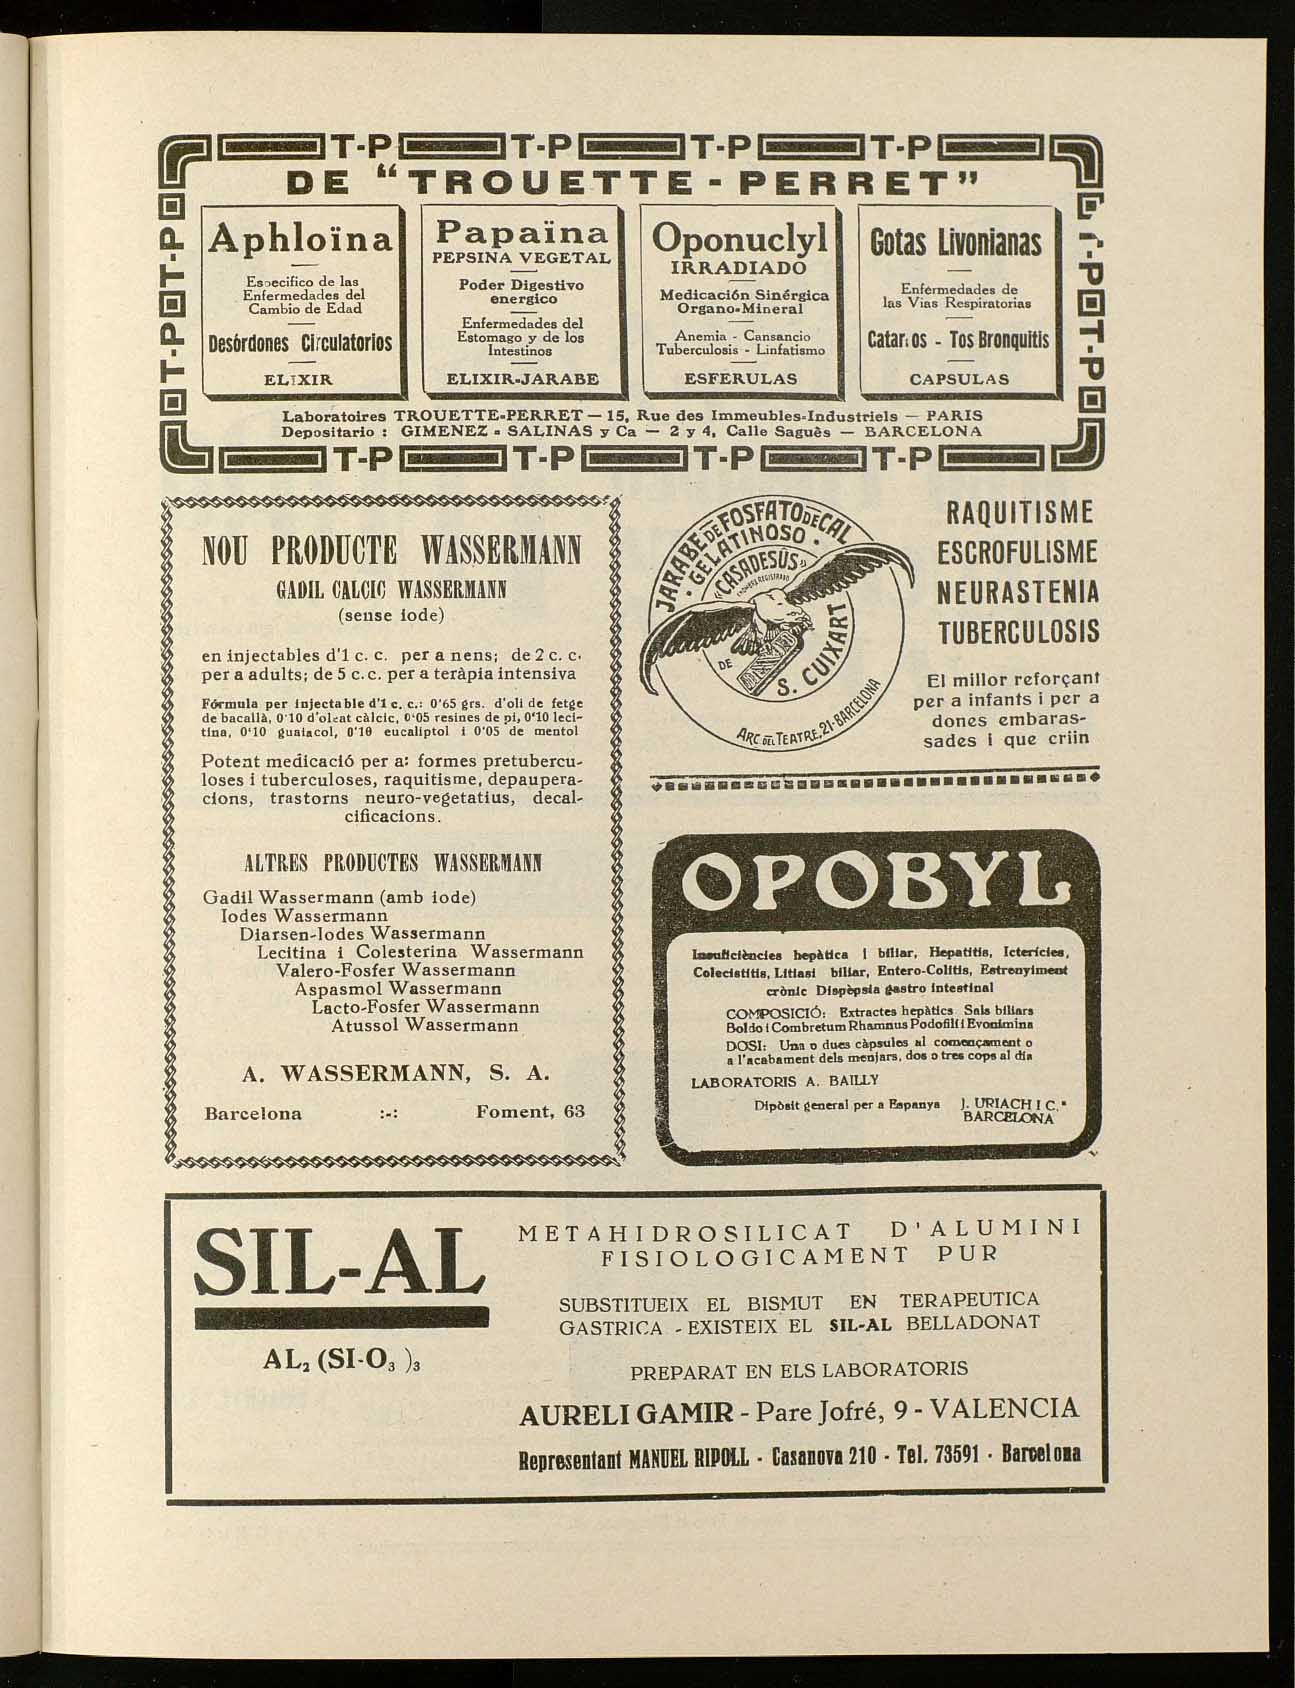 T-P T-P T-P T-P
DE "TROUETTE-PERRET"
Aphloïna
Especifico de las
Enfermedades del
Cambio de Edad
Desórdones Circulatorios
ELIXIR
Papaïna
PEPSINA VEGETAL
Poder Digestivo
energico
Enfermedades del
Estomago y de los
Intestinos
ELIXIR-JARABE
Oponuclyl
IRRADIADO
Medicación Sinérgica
Organo-Mineral
Anemia - Cansancio
Tuberculosis - Linfatismo
ESFERULAS
Gotas Livonianas
Enfermedades de
las Vias Respiratorias
Catarros - Tos Bronquitis
CAPSULAS
T-P T-P
T-P T-P
Laboratoires TROUETTE-PERRET — 15, Rue des Immeubles-Industriels — PARIS
Depositario : GIMENEZ - SALINAS y Ca — 2 y 4, Calle Saguès — BARCELONA
T-P T-P T-P T-P
NOU PRODUCTE WASSERMANN
GADIL CALCIC WASSERMANN
(sense iode)
en injectables d'1 c. c. per a nens; de 2 c. c.
per a adults; de 5 c. c. per a teràpia intensiva
Fórmula per injectable d'1 c. c.: 0'65 grs. d'oli de fetge
de bacallà, 0'10 d'oleat càlcic, 0'05 resines de pi, 0'10 leci-
tina, 0'10 guaiacol, 0'10 eucaliptol i 0'05 de mentol
Potent medicació per a: formes pretubercu-
loses i tuberculoses, raquitisme, depaupera-
cions, trastorns neuro-vegetatius, decal-
cificacions.
ALTRES PRODUCTES WASSERMANN
Gadil Wassermann (amb iode)
Iodes Wassermann
Diarsen-Iodes Wassermann
Lecitina i Colesterina Wassermann
Valero-Fosfer Wassermann
Aspasmol Wassermann
Lacto-Fosfer Wassermann
Atussol Wassermann
A. WASSERMANN, S. A.
Barcelona :-: Foment, 63
JARABE DE FOSFATO DE CAL
· GELATINOSO ·
"CASADESÚS"
NOMBRE REGISTRADO
DE
S. CUIXART
ARC DEL TEATRE, 21-BARCELONA
RAQUITISME
ESCROFULISME
NEURASTENIA
TUBERCULOSIS
El millor reforçant
per a infants i per a
dones embaras-
sades i que criin
OPOBYL
Insuficiències hepàtica i biliar, Hepatitis, Icterícies,
Colecistitis, Litiasi biliar, Entero-Colitis, Estrenyiment
crònic Dispèpsia gastro intestinal
COMPOSICIÓ: Extractes hepàtics Sals biliars
Boldo i Combretum Rhamnus Podofili i Evonimina
DOSI: Una o dues càpsules al començament o
a l'acabament dels menjars, dos o tres cops al dia
LABORATORIS A. BAILLY
Dipòsit general per a Espanya J. URIACH I C.ª
BARCELONA
SIL-AL
AL₂ (SI-O₃ )₃
METAHIDROSILICAT D'ALUMINI
FISIOLOGICAMENT PUR
SUBSTITUEIX EL BISMUT EN TERAPEUTICA
GASTRICA - EXISTEIX EL SIL-AL BELLADONAT
PREPARAT EN ELS LABORATORIS
AURELI GAMIR - Pare Jofré, 9 - VALENCIA
Representant MANUEL RIPOLL - Casanova 210 - Tel. 73591 - Barcelona